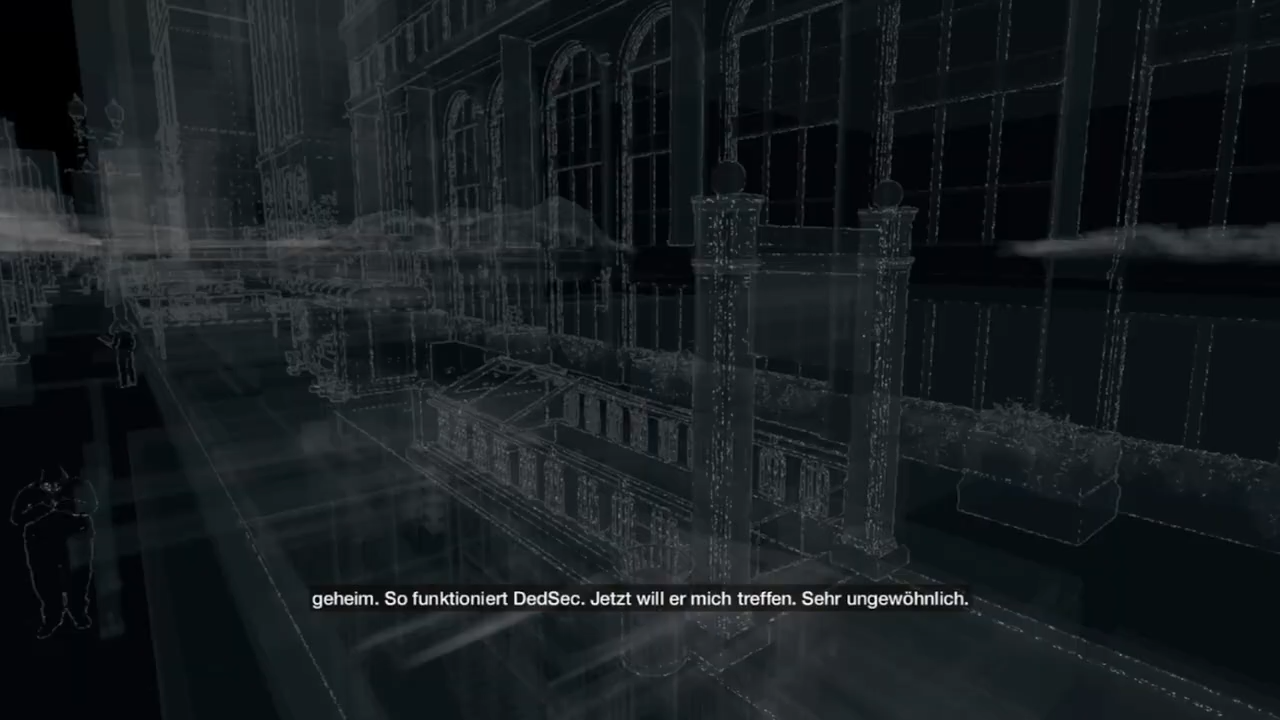 geheim. So funktioniert DedSec. Jetzt will er mich treffen. Sehr ungewöhnlich.